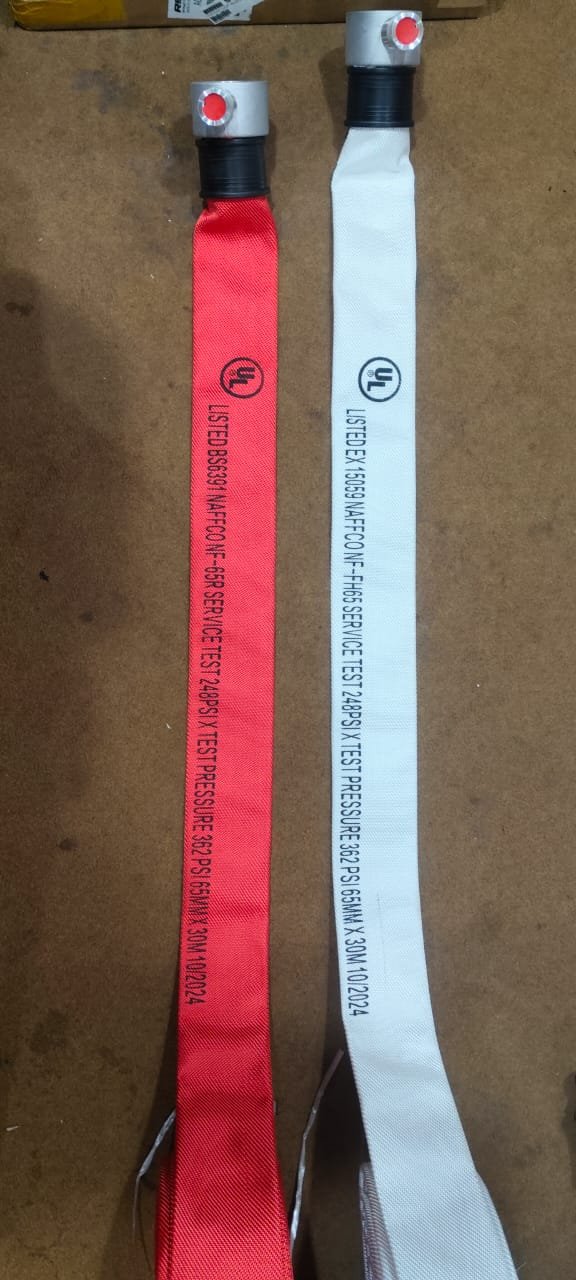 UL
LISTED BS6391 NAFFCO NF-65R SERVICE TEST 248PSI X TEST PRESSURE 362 PSI 65MM X 30M 10/2024
UL
LISTED EX 15059 NAFFCO NF-FH65 SERVICE TEST 248PSI X TEST PRESSURE 362 PSI 65MM X 30M 10/2024